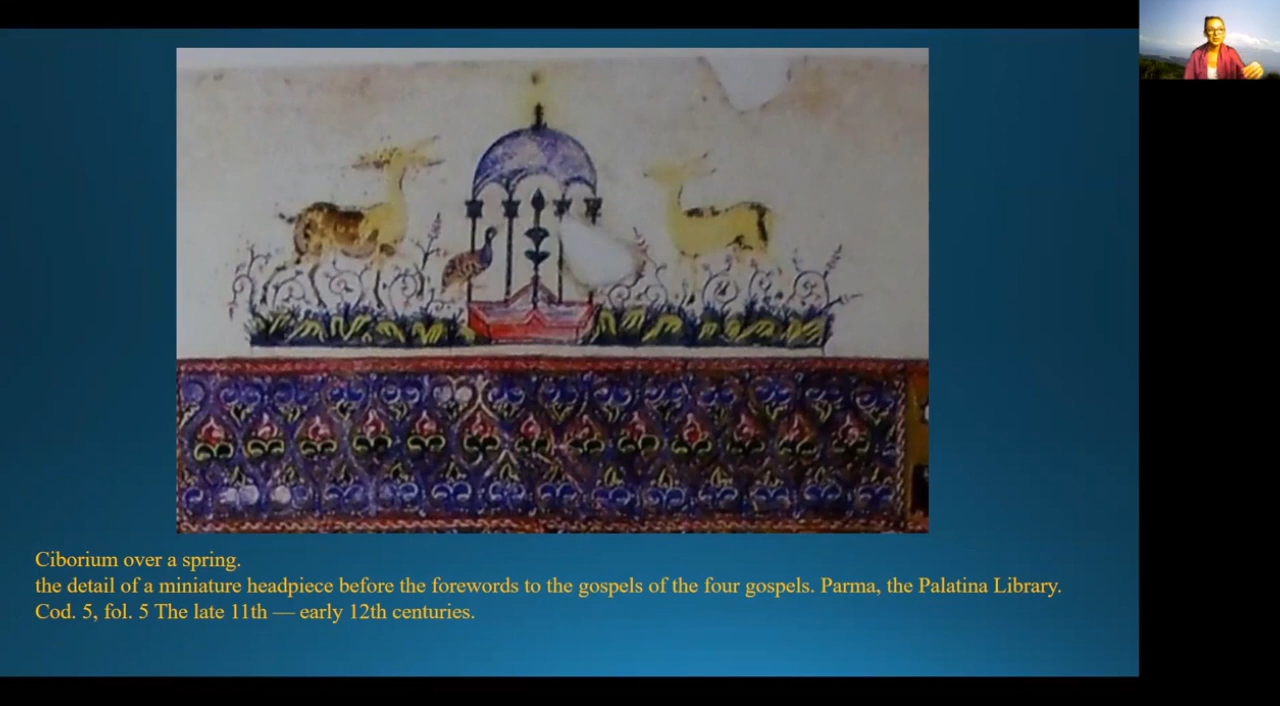 Ciborium over a spring.
the detail of a miniature headpiece before the forewords to the gospels of the four gospels. Parma, the Palatina Library.
Cod. 5, fol. 5 The late 11th — early 12th centuries.